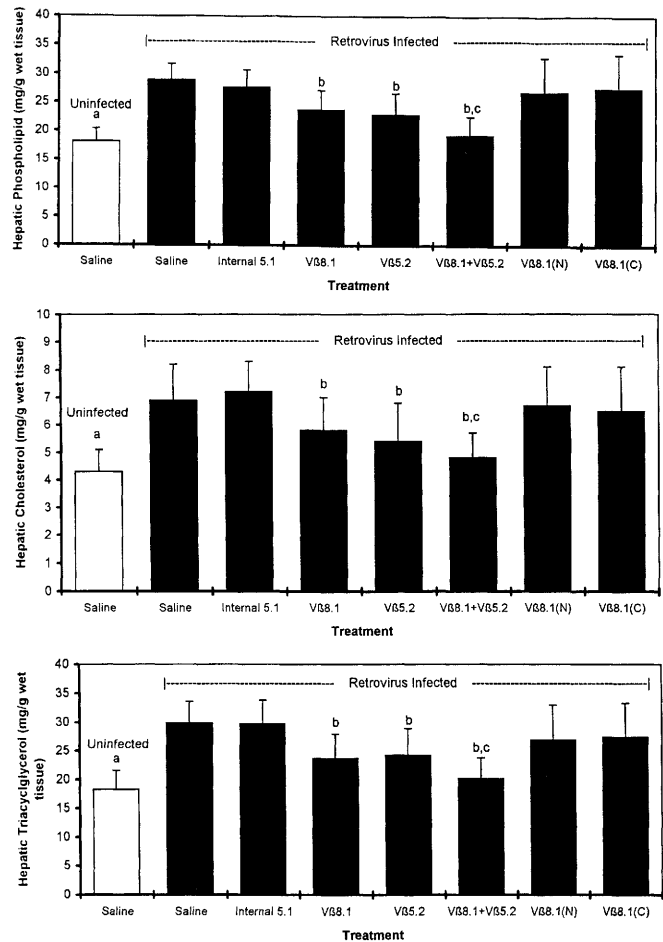 40
35
30
25
20
15
10
5
0
Hepatic Phospholipid (mg/g wet tissue)
Retrovirus Infected
Uninfected
a
b
b
b,c
Saline
Saline
Internal 5.1
Vß8.1
Vß5.2
Vß8.1+Vß5.2
Vß8.1(N)
Vß8.1(C)
Treatment
10
9
8
7
6
5
4
3
2
1
0
Hepatic Cholesterol (mg/g wet tissue)
Retrovirus Infected
Uninfected
a
b
b
b,c
Saline
Saline
Internal 5.1
Vß8.1
Vß5.2
Vß8.1+Vß5.2
Vß8.1(N)
Vß8.1(C)
Treatment
40
35
30
25
20
15
10
5
0
Hepatic Triacyclglycerol (mg/g wet
tissue)
Retrovirus Infected
Uninfected
a
b
b
b,c
Saline
Saline
Internal 5.1
Vß8.1
Vß5.2
Vß8.1+Vß5.2
Vß8.1(N)
Vß8.1(C)
Treatment